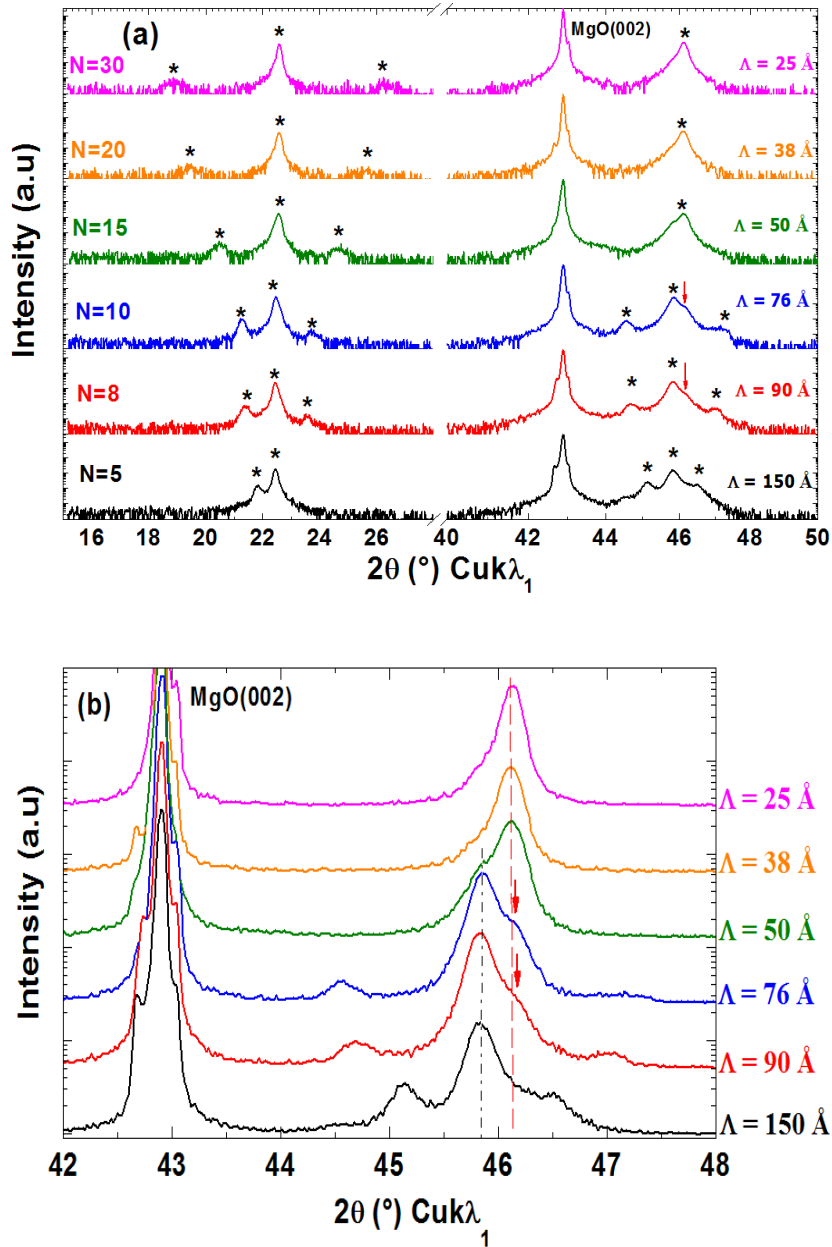 (a)
MgO(002)
* * * *
N=30 Λ = 25 Å
* * * *
N=20 Λ = 38 Å
* * * *
N=15 Λ = 50 Å
* * * * * *
N=10 Λ = 76 Å
* * * * * *
N=8 Λ = 90 Å
* * * * *
N=5 Λ = 150 Å
Intensity (a.u)
16 18 20 22 24 26 40 42 44 46 48 50
2θ (°) Cukλ1
(b) MgO(002)
Λ = 25 Å
Λ = 38 Å
Λ = 50 Å
Λ = 76 Å
Λ = 90 Å
Λ = 150 Å
Intensity (a.u)
42 43 44 45 46 47 48
2θ (°) Cukλ1